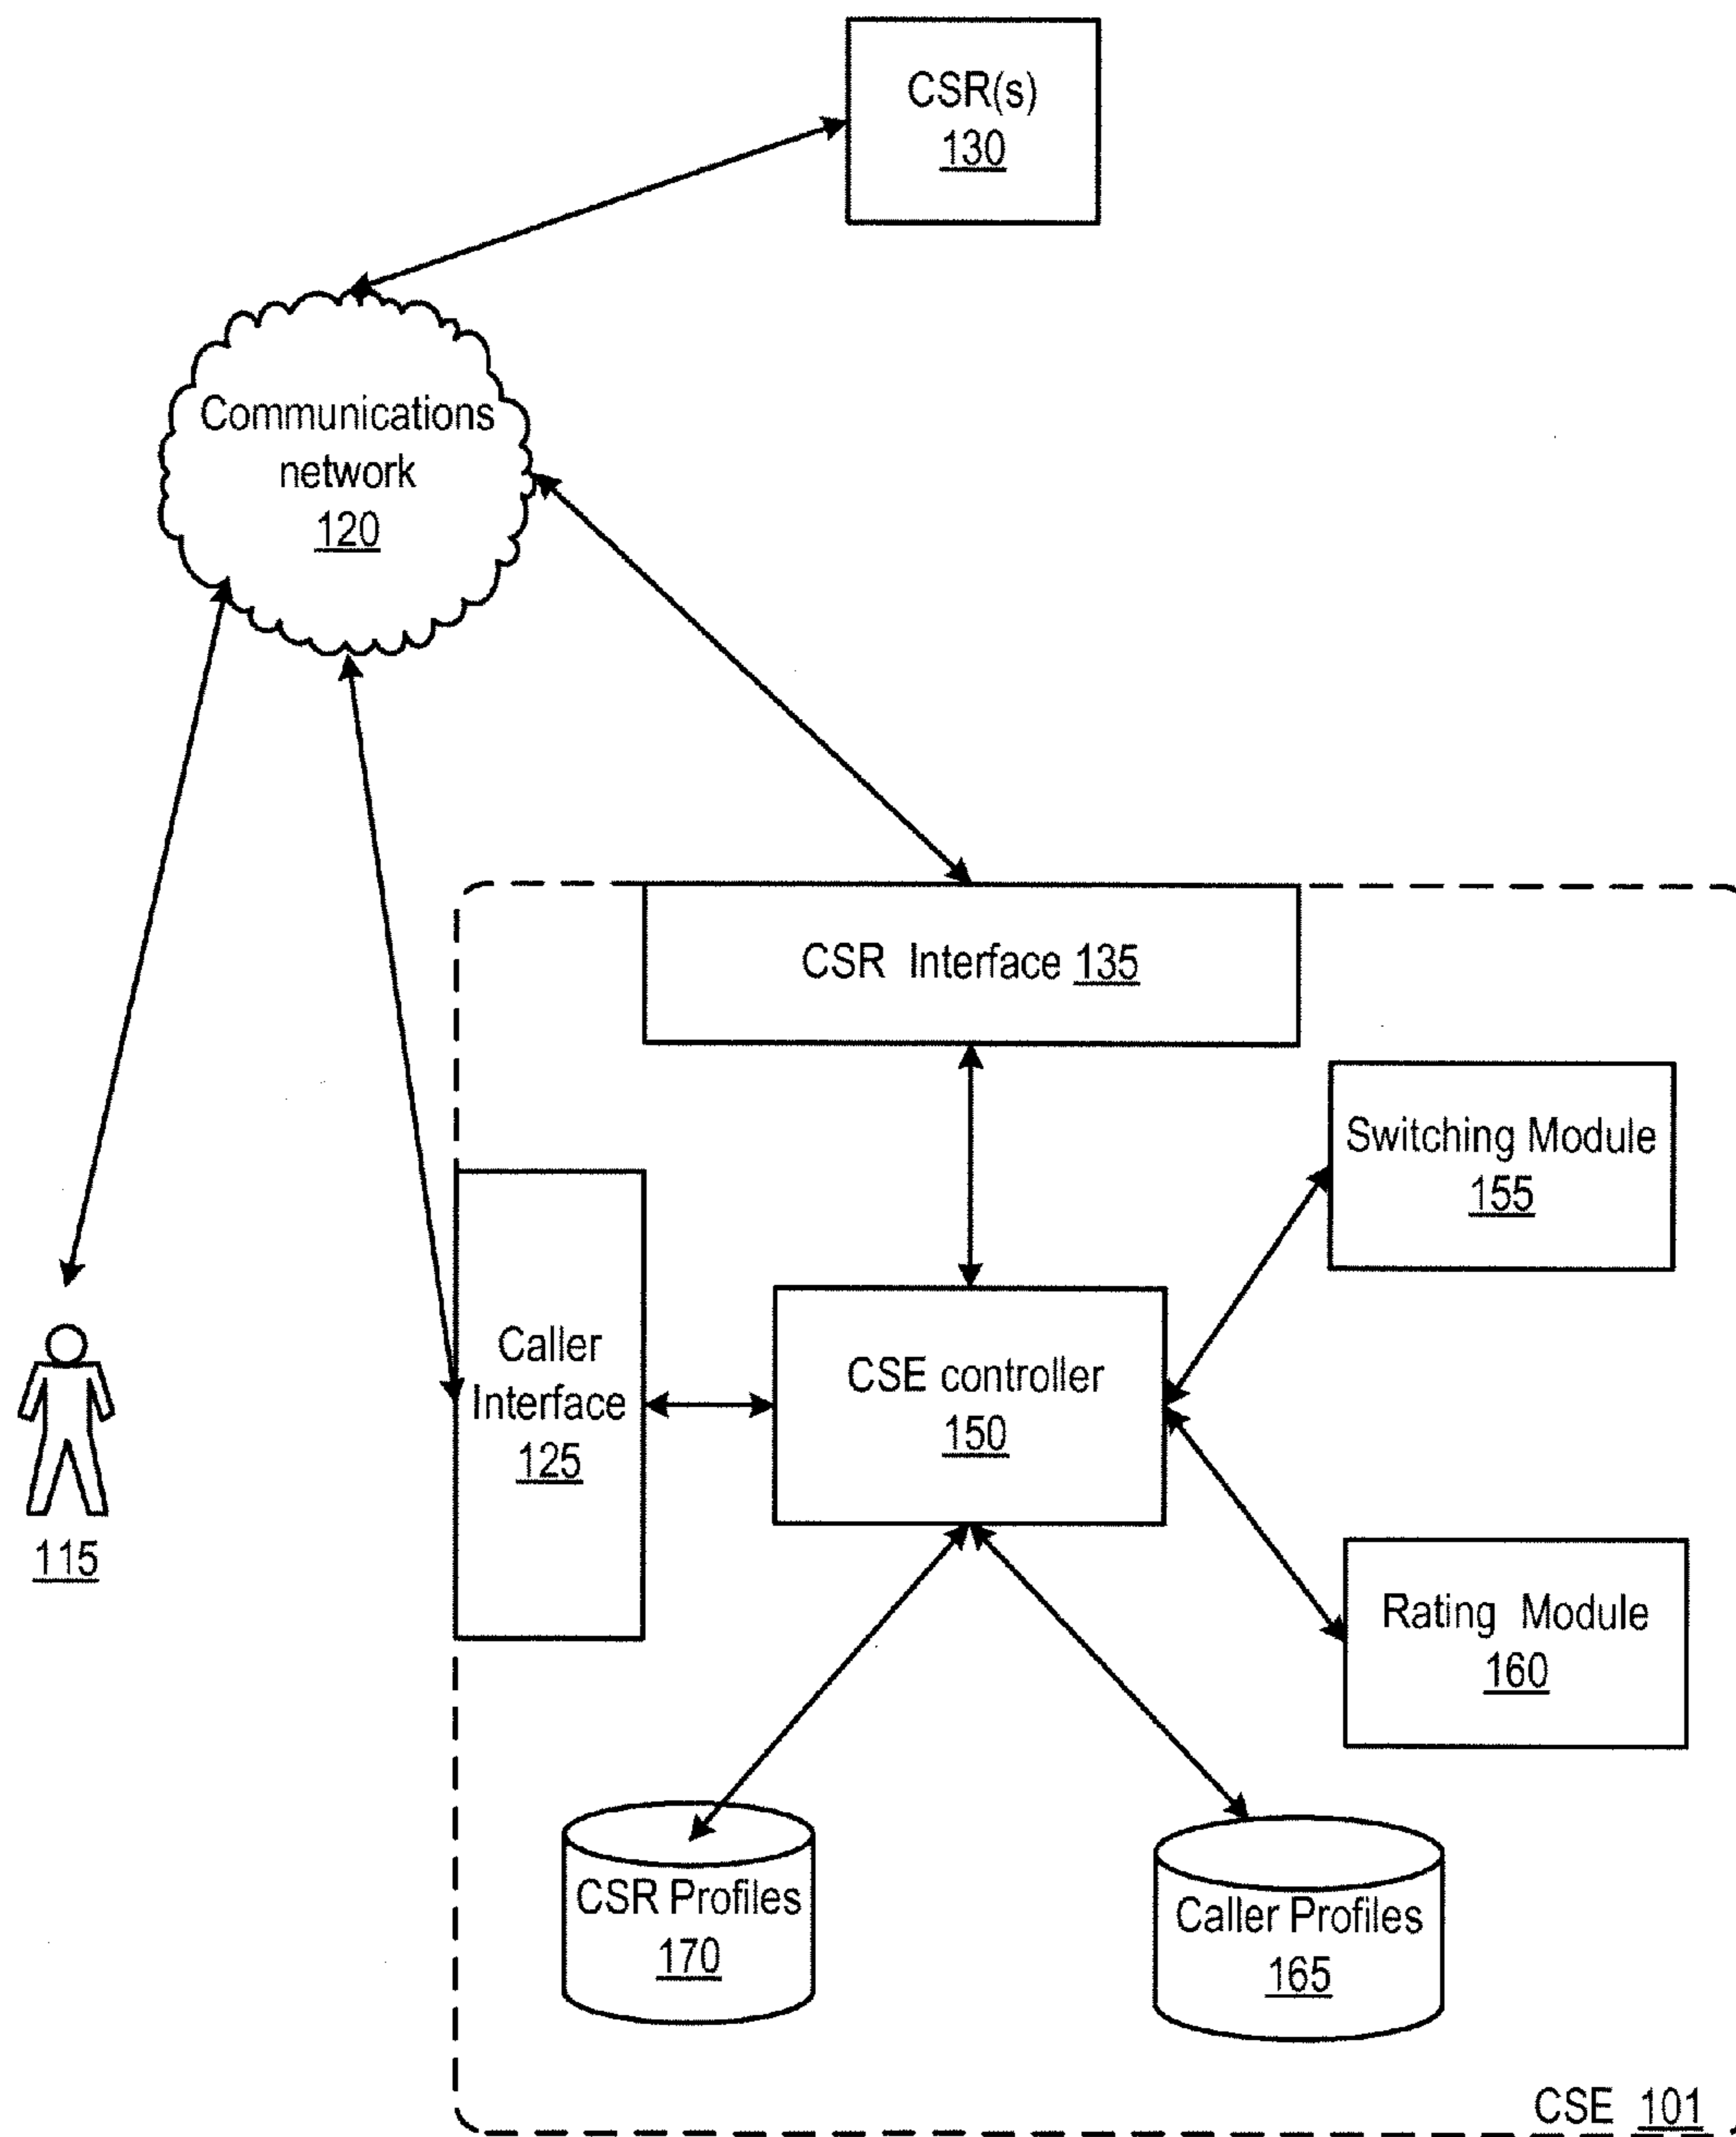 CSR(s)
130
Communications
network
120
CSR Interface 135
Switching Module
155
Caller
Interface
125
CSE controller
150
115
Rating Module
160
CSR Profiles
170
Caller Profiles
165
CSE 101